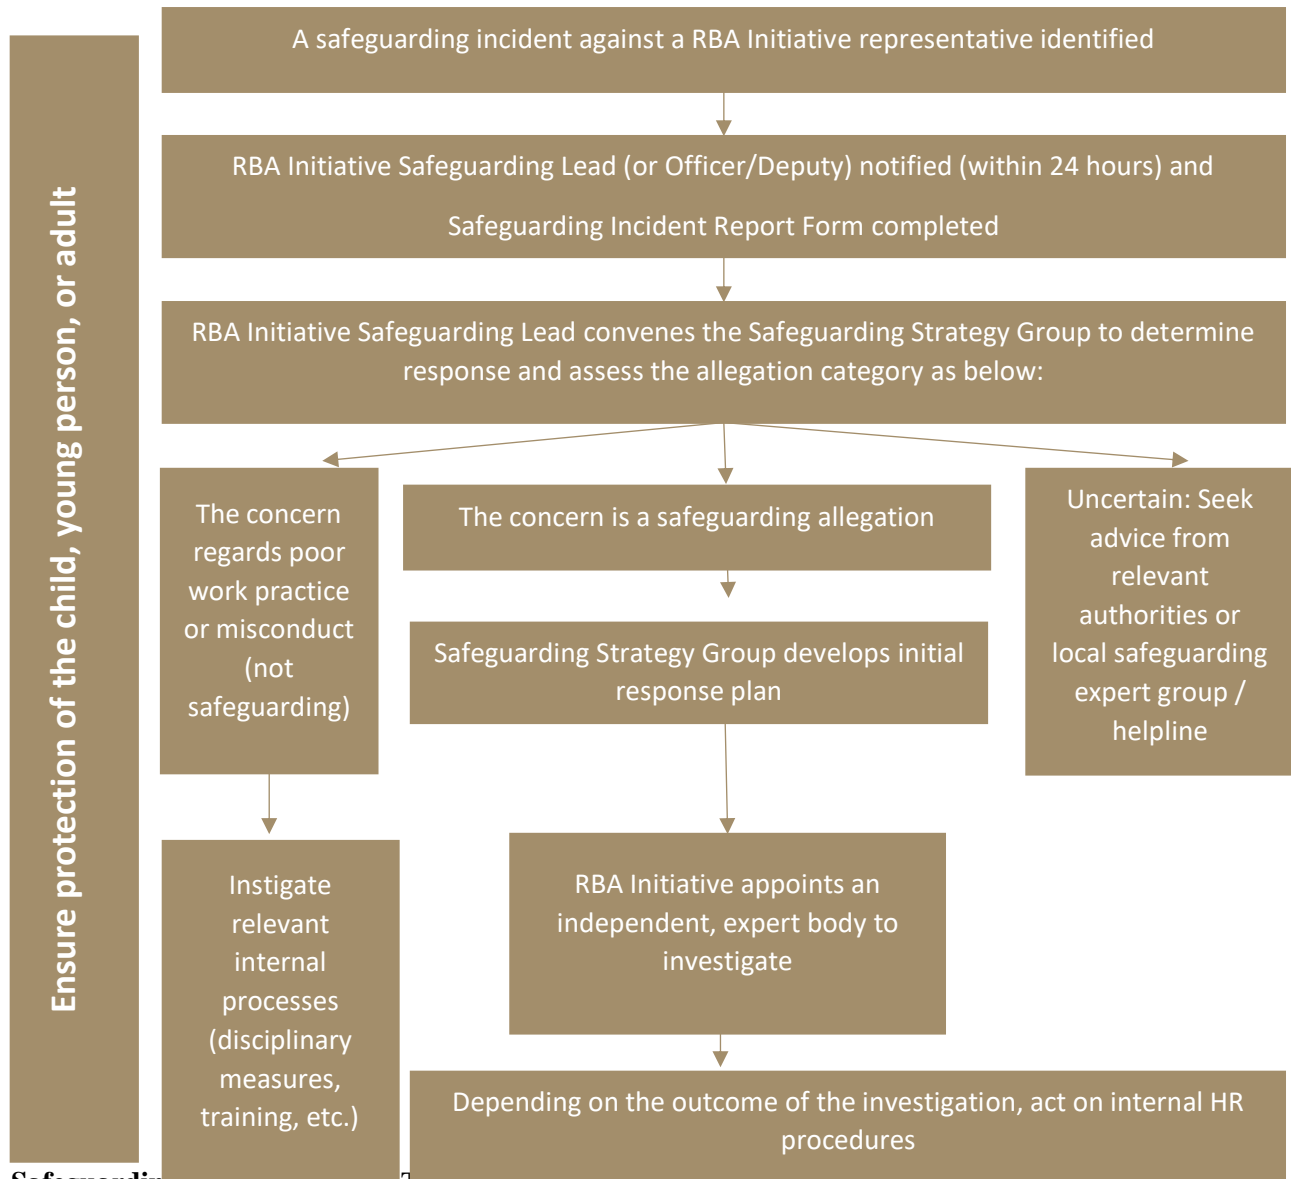 Ensure protection of the child, young person, or adult
A safeguarding incident against a RBA Initiative representative identified
RBA Initiative Safeguarding Lead (or Officer/Deputy) notified (within 24 hours) and
Safeguarding Incident Report Form completed
RBA Initiative Safeguarding Lead convenes the Safeguarding Strategy Group to determine
response and assess the allegation category as below:
The concern
regards poor
work practice
or misconduct
(not
safeguarding)
Instigate
relevant
internal
processes
(disciplinary
measures,
training, etc.)
The concern is a safeguarding allegation
Safeguarding Strategy Group develops initial
response plan
RBA Initiative appoints an
independent, expert body to
investigate
Depending on the outcome of the investigation, act on internal HR
procedures
Uncertain: Seek
advice from
relevant
authorities or
local safeguarding
expert group /
helpline